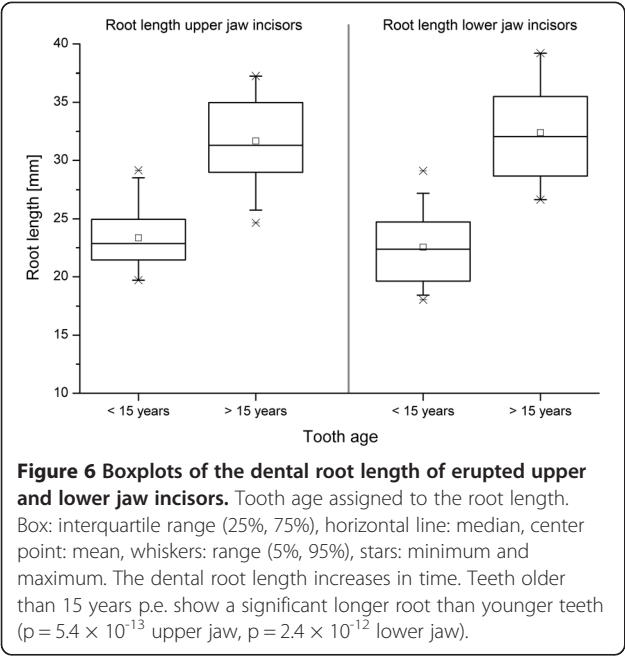 Root length upper jaw incisors
Root length lower jaw incisors
40
35
30
25
20
15
10
Root length [mm]
< 15 years
> 15 years
< 15 years
> 15 years
Tooth age
Figure 6 Boxplots of the dental root length of erupted upper
and lower jaw incisors. Tooth age assigned to the root length.
Box: interquartile range (25%, 75%), horizontal line: median, center
point: mean, whiskers: range (5%, 95%), stars: minimum and
maximum. The dental root length increases in time. Teeth older
than 15 years p.e. show a significant longer root than younger teeth
(p = 5.4 × 10⁻¹³ upper jaw, p = 2.4 × 10⁻¹² lower jaw).